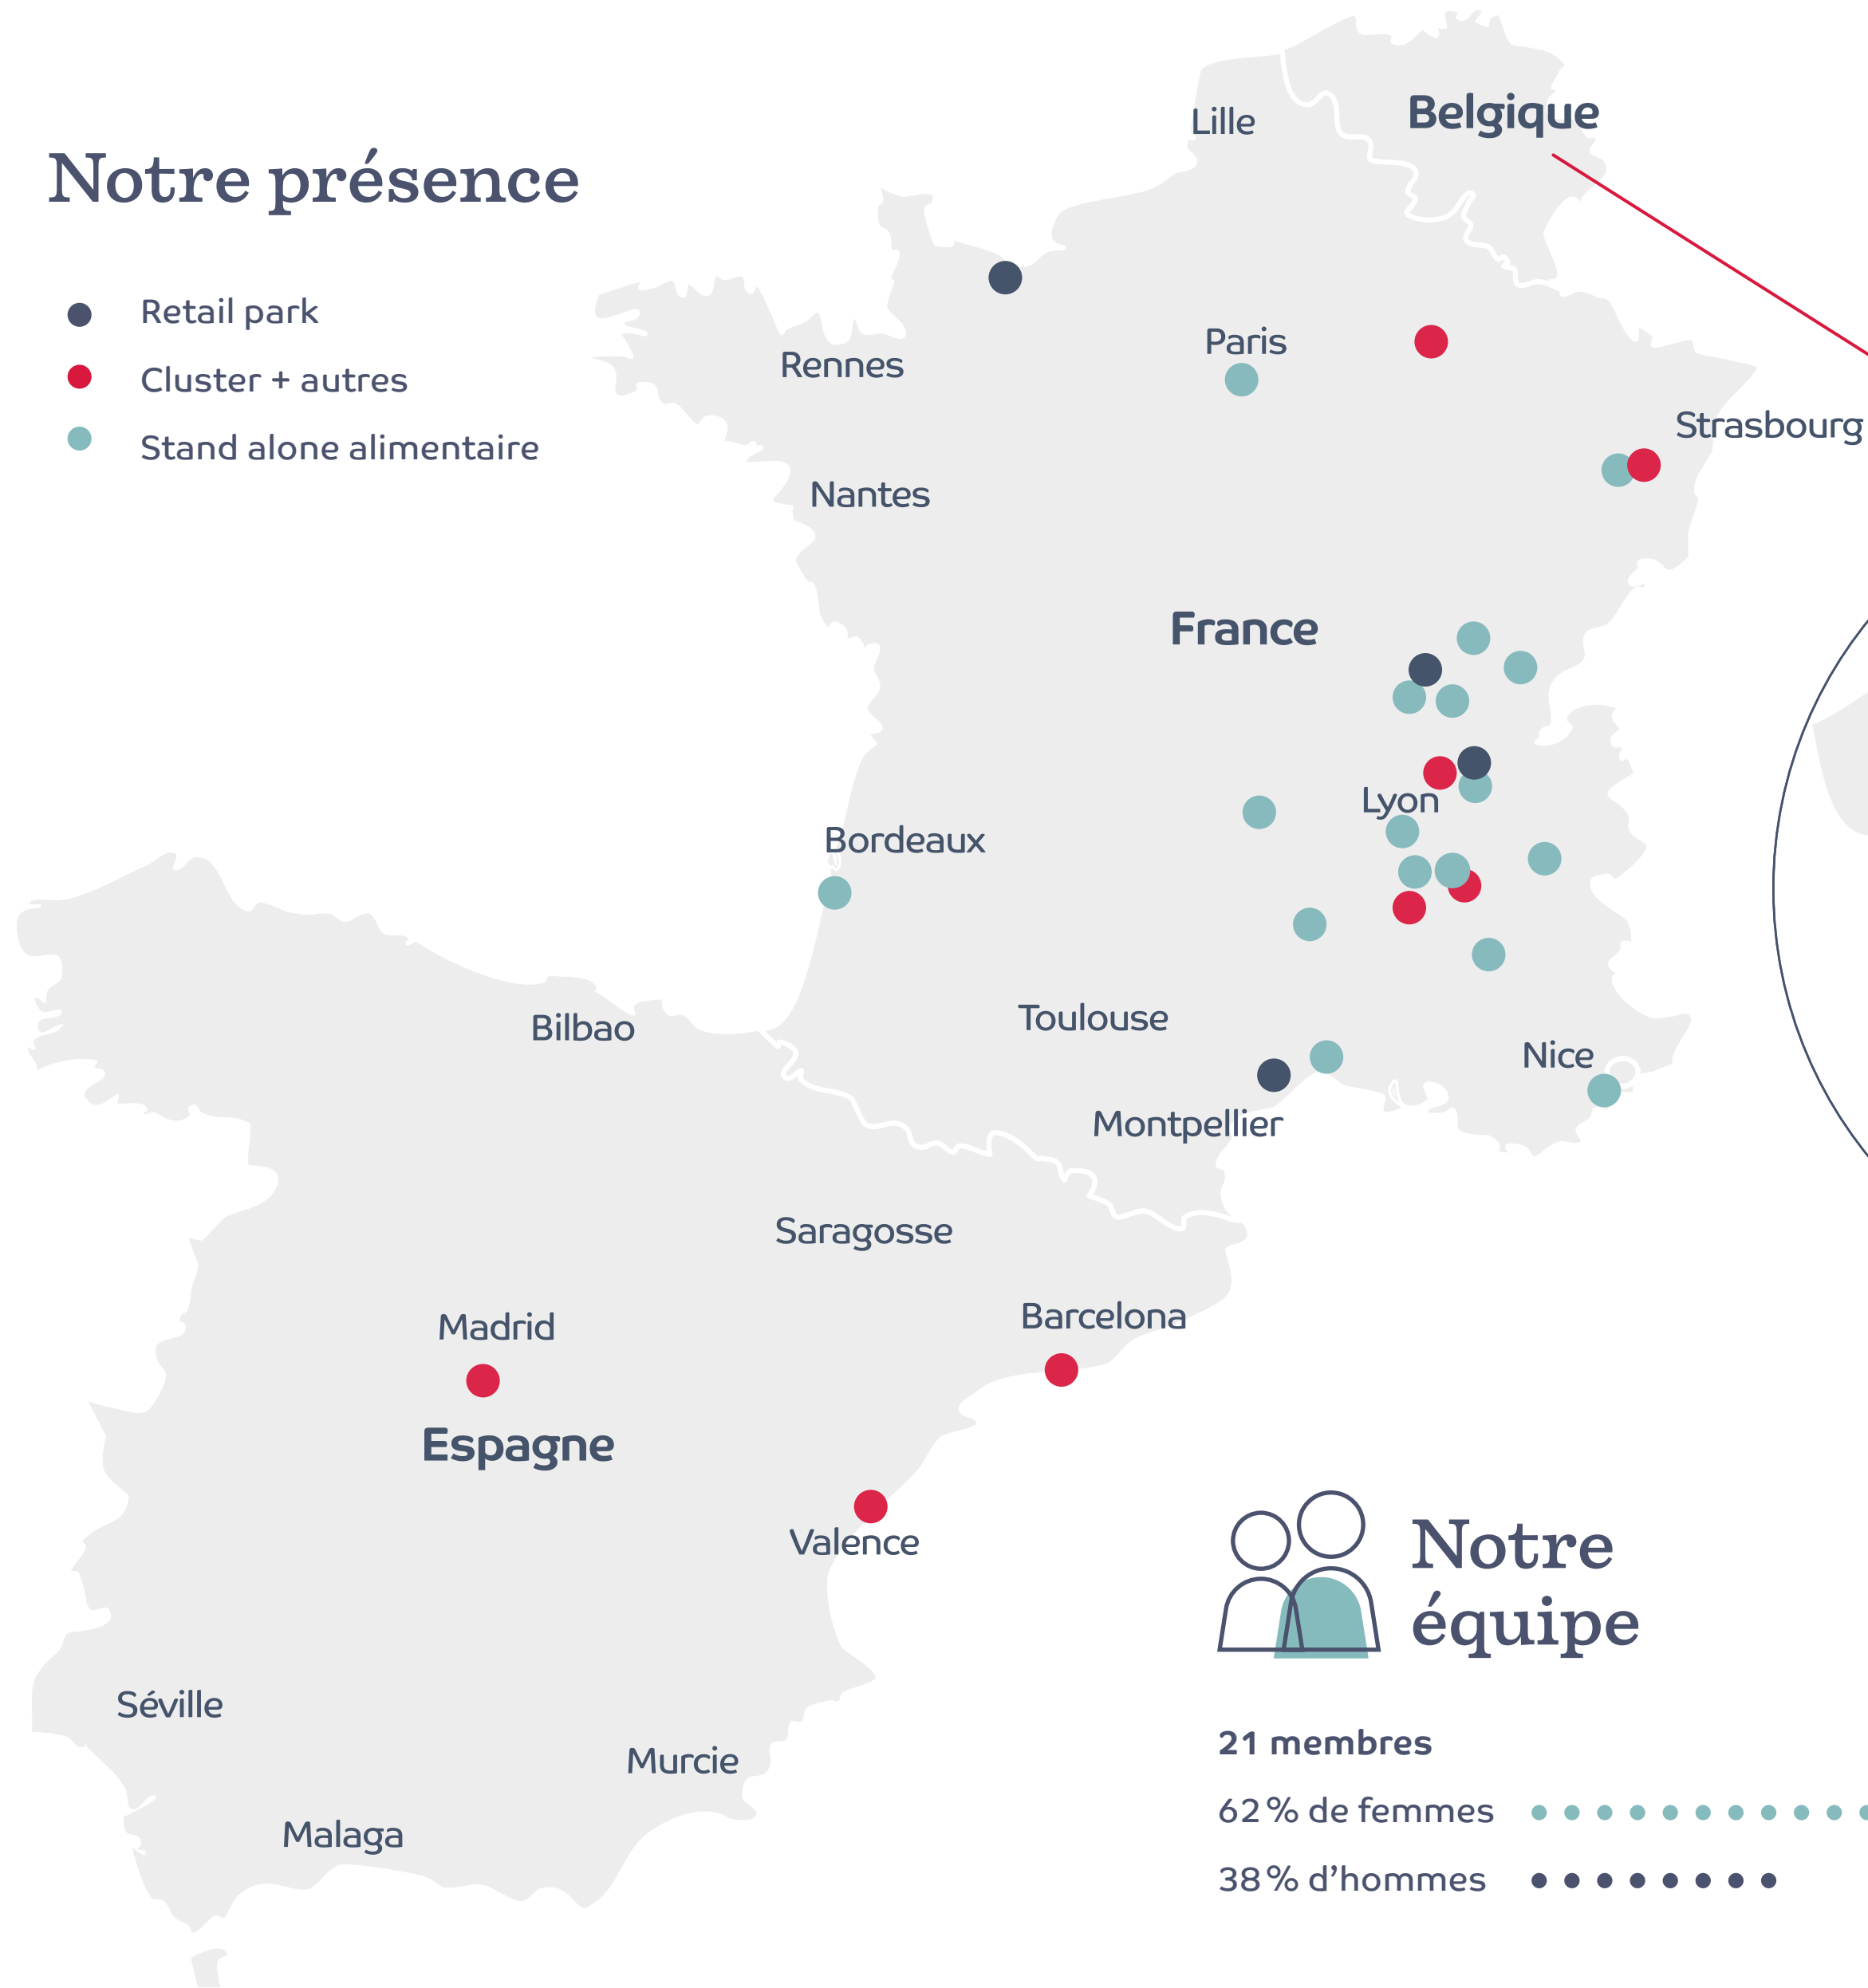 Notre présence
Retail park
Cluster + autres
Stand alone alimentaire
Lille
Belgique
Paris
Rennes
Strasbourg
Nantes
France
Lyon
Bordeaux
Toulouse
Bilbao
Nice
Montpellier
Saragosse
Barcelona
Madrid
Espagne
Valence
Séville
Murcie
Malaga
Notre
équipe
21 membres
62 % de femmes
38 % d’hommes